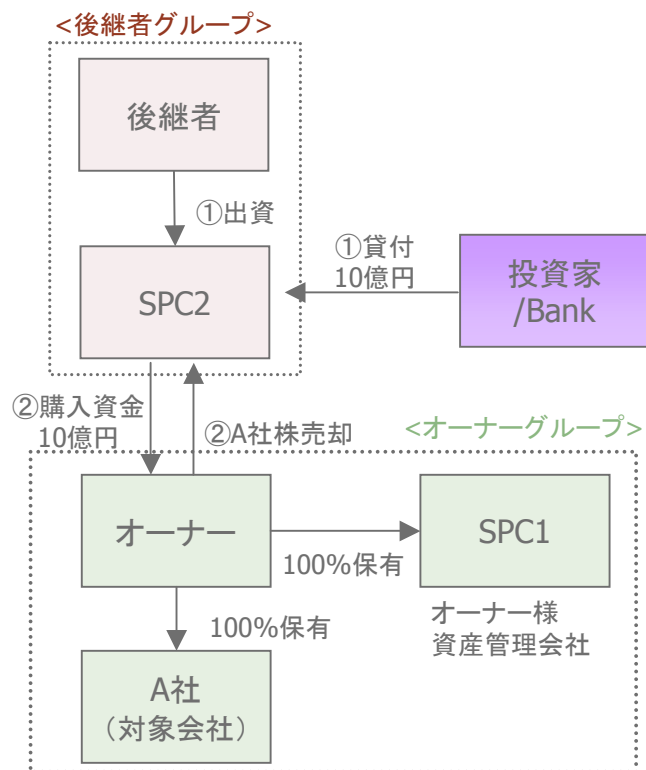 <後継者グループ>
後継者
①出資
SPC2
①貸付
10億円
投資家
/Bank
②購入資金
10億円
②A社株売却
<オーナーグループ>
オーナー
100%保有
SPC1
オーナー様
資産管理会社
100%保有
A社
（対象会社）